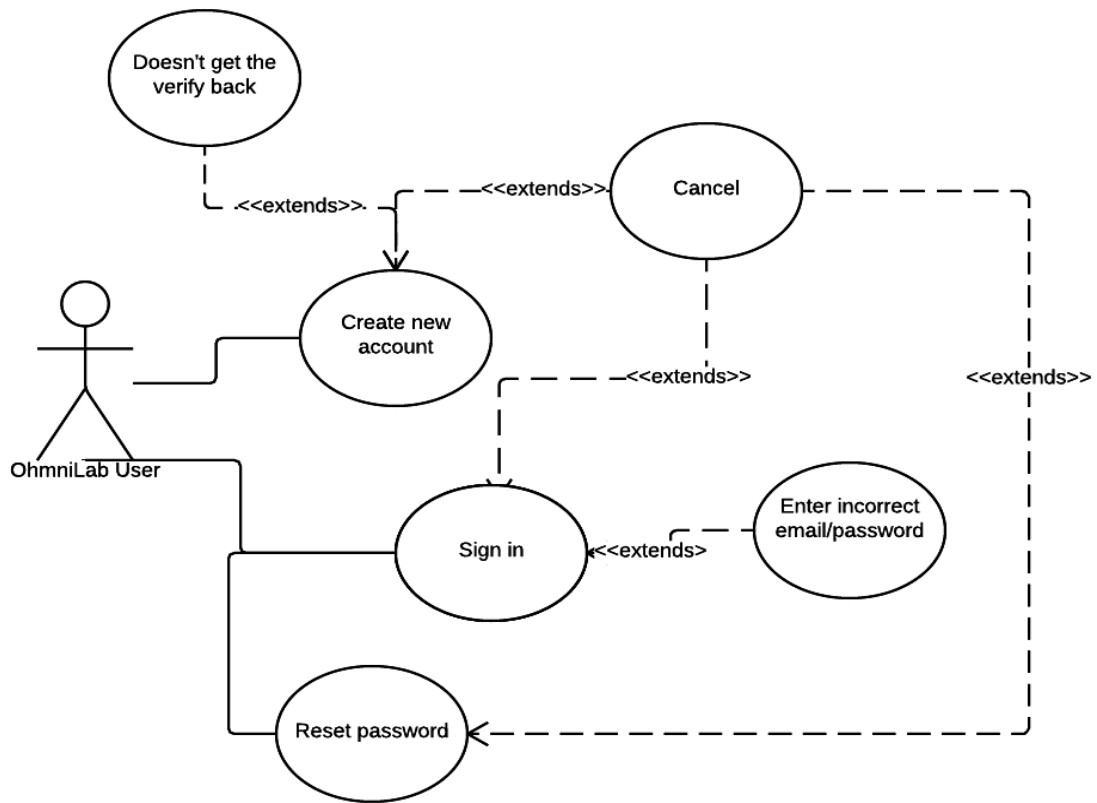 Doesn't get the
verify back
<<extends>>
<<extends>>
Cancel
Create new
account
<<extends>>
<<extends>>
OhmniLab User
Enter incorrect
email/password
Sign in
<<extends>
Reset password